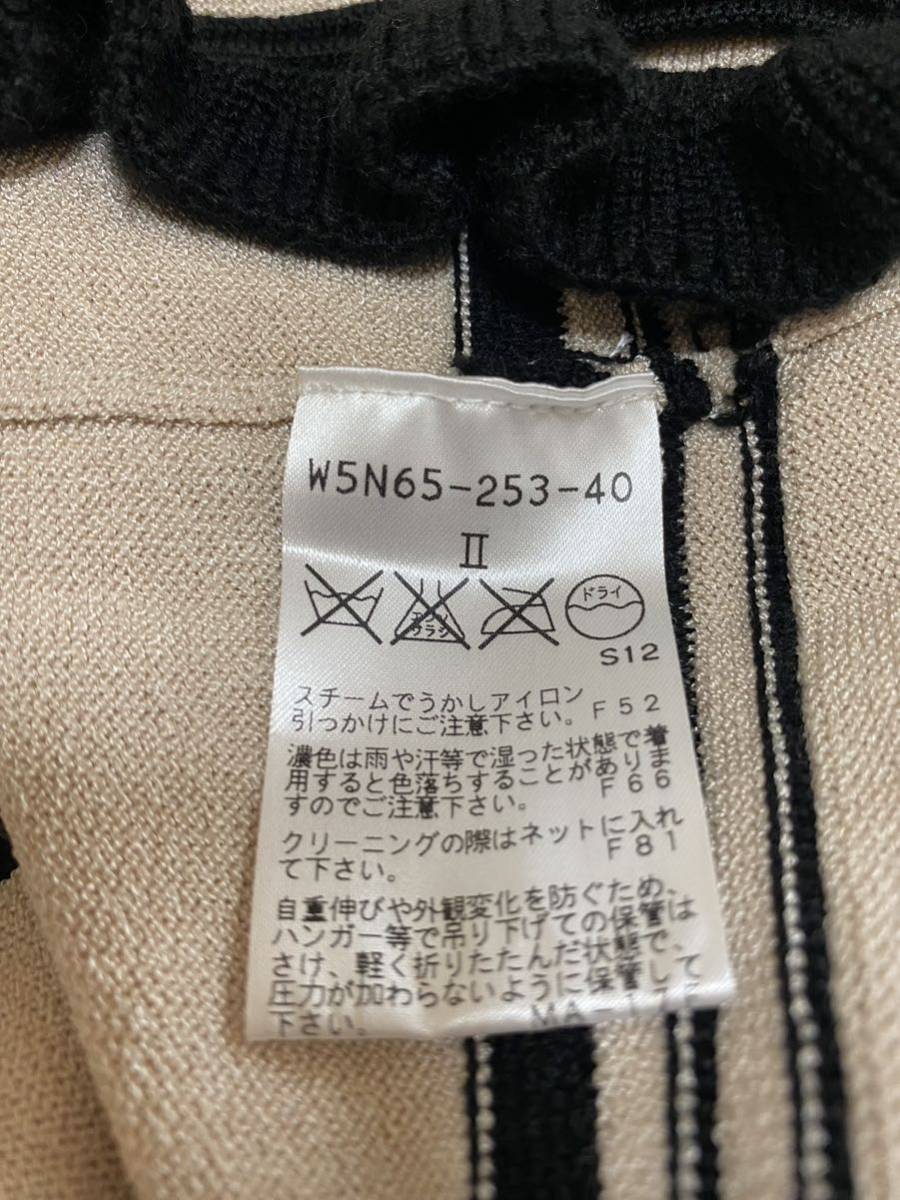 W5N65-253-40
Ⅱ
エンソ
サラシ
ドライ
S12
スチームでうかしアイロン
引っかけにご注意下さい。F52
濃色は雨や汗等で湿った状態で着
用すると色落ちすることがありま
F66
すのでご注意下さい。
クリーニングの際はネットに入れ
F81
て下さい。
自重伸びや外観変化を防ぐため、
ハンガー等で吊り下げての保管は
さけ、軽く折りたたんだ状態で、
圧力が加わらないように保管して
下さい。